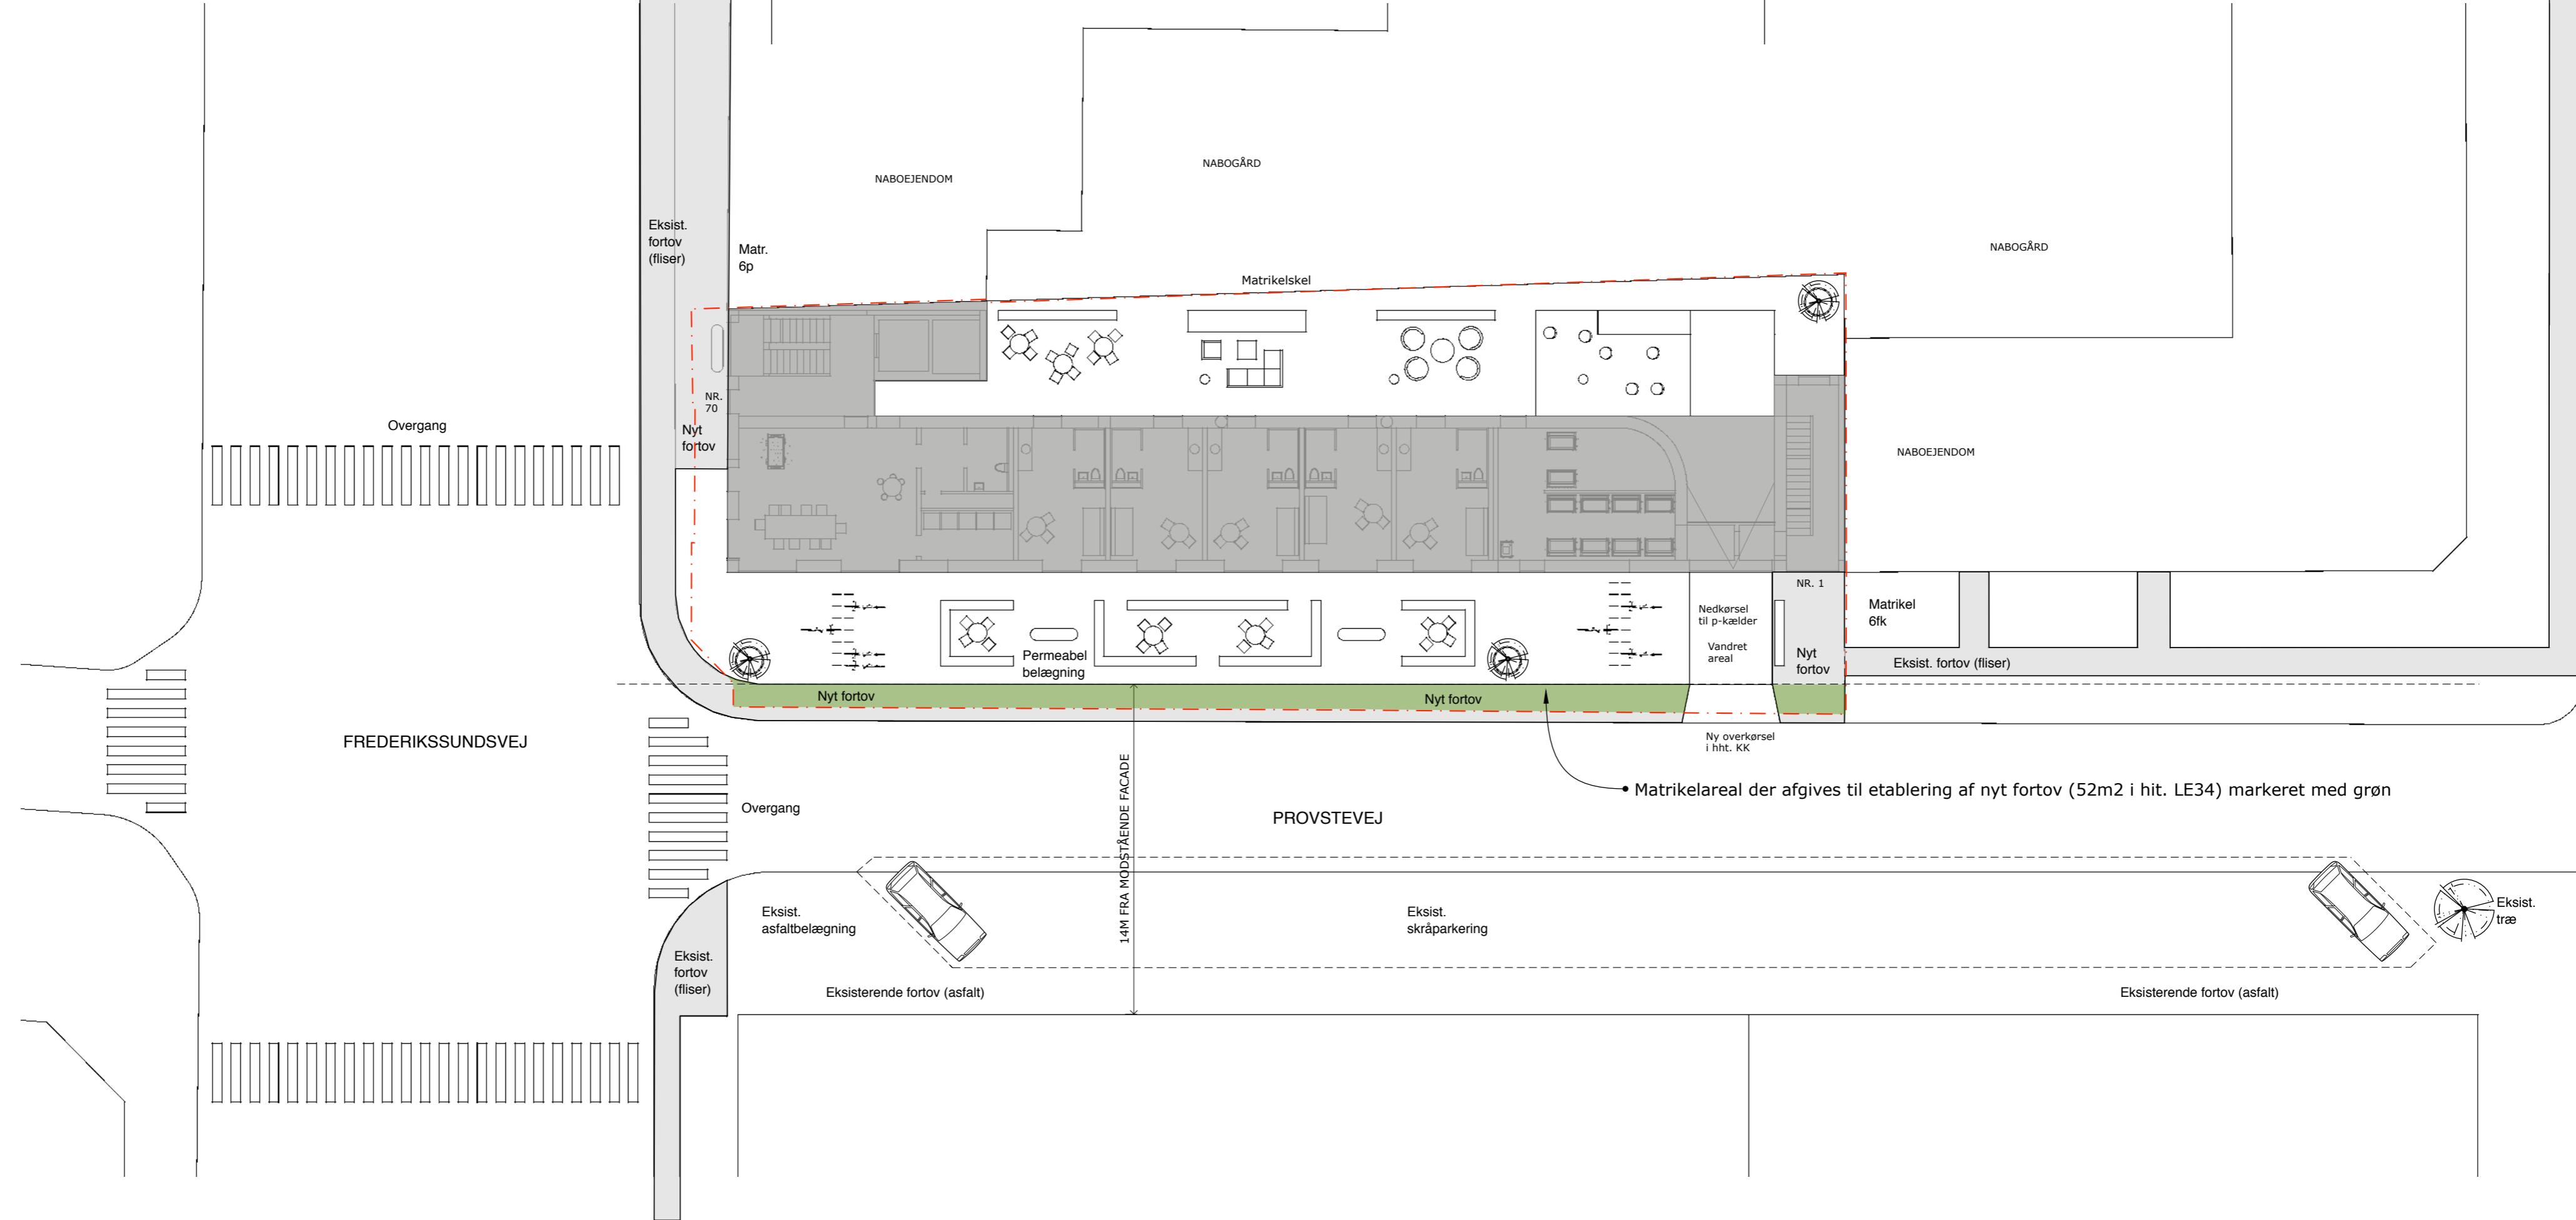 NABOGÅRD
NABOEJENDOM
Eksist.
fortov
(fliser)
Matr.
6p
NABOGÅRD
Matrikelskel
NR.
70
Overgang
Nyt
fortov
NABOEJENDOM
NR. 1
Matrikel
6fk
Nedkørsel
til p-kælder
Vandret
areal
Nyt
fortov
Permeabel
belægning
Eksist. fortov (fliser)
Nyt fortov
Nyt fortov
FREDERIKSSUNDSVEJ
Ny overkørsel
i hht. KK
Matrikelareal der afgives til etablering af nyt fortov (52m2 i hit. LE34) markeret med grøn
Overgang
PROVSTEVEJ
14M FRA MODSTÅENDE FACADE
Eksist.
asfaltbelægning
Eksist.
skråparkering
Eksist.
træ
Eksist.
fortov
(fliser)
Eksisterende fortov (asfalt)
Eksisterende fortov (asfalt)